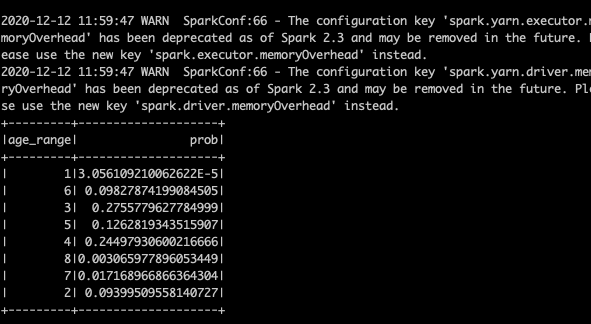 2020-12-12 11:59:47 WARN  SparkConf:66 - The configuration key 'spark.yarn.executor.m
moryOverhead' has been deprecated as of Spark 2.3 and may be removed in the future. 
ease use the new key 'spark.executor.memoryOverhead' instead.
2020-12-12 11:59:47 WARN  SparkConf:66 - The configuration key 'spark.yarn.driver.mem
ryOverhead' has been deprecated as of Spark 2.3 and may be removed in the future. Pl
se use the new key 'spark.driver.memoryOverhead' instead.
+---------+--------------------+
|age_range|                prob|
+---------+--------------------+
|        1|3.056109210062622E-5|
|        6| 0.09827874199084505|
|        3|  0.2755779627784999|
|        5|  0.1262819343515907|
|        4| 0.24497930600216666|
|        8|0.003065977896053449|
|        7|0.017168966866364304|
|        2| 0.09399509558140727|
+---------+--------------------+